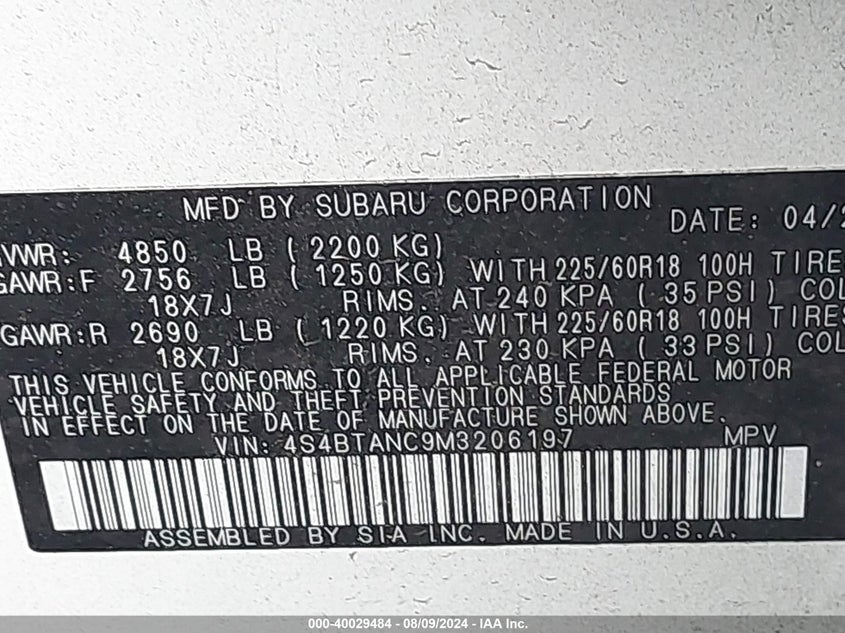 MFD BY SUBARU CORPORATION DATE: 04/2
VWR: 4850 LB ( 2200 KG)
GAWR:F 2756 LB ( 1250 KG) WITH 225/60R18 100H TIRES
18X7J RIMS. AT 240 KPA ( 35 PSI) COL
GAWR:R 2690 LB ( 1220 KG) WITH 225/60R18 100H TIRES
18X7J RIMS. AT 230 KPA ( 33 PSI) COL
THIS VEHICLE CONFORMS TO ALL APPLICABLE FEDERAL MOTOR
VEHICLE SAFETY AND THEFT PREVENTION STANDARDS
IN EFFECT ON THE DATE OF MANUFACTURE SHOWN ABOVE.
VIN: 4S4BTANC9M3206197 MPV
ASSEMBLED BY SIA INC. MADE IN U.S.A.
000-40029484 - 08/09/2024 - IAA Inc.